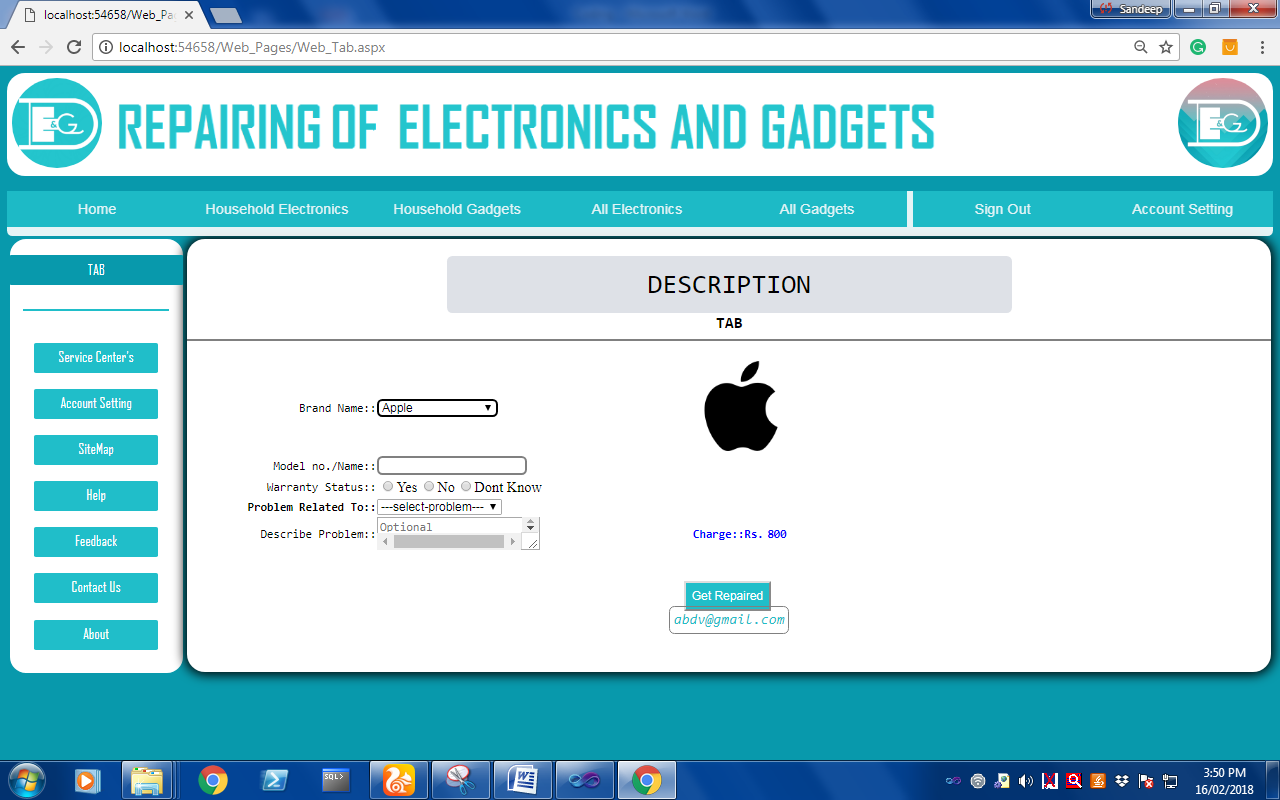 localhost:54658/Web_Pa
Sandeep
localhost:54658/Web_Pages/Web_Tab.aspx
E&G REPAIRING OF ELECTRONICS AND GADGETS E&G
Home Household Electronics Household Gadgets All Electronics All Gadgets Sign Out Account Setting
TAB
Service Center's
Account Setting
SiteMap
Help
Feedback
Contact Us
About
DESCRIPTION
TAB
Brand Name:: Apple
Model no./Name::
Warranty Status:: Yes No Dont Know
Problem Related To:: ---select-problem---
Describe Problem:: Optional
Charge::Rs. 800
Get Repaired
abdv@gmail.com
SQL>
3:50 PM
16/02/2018